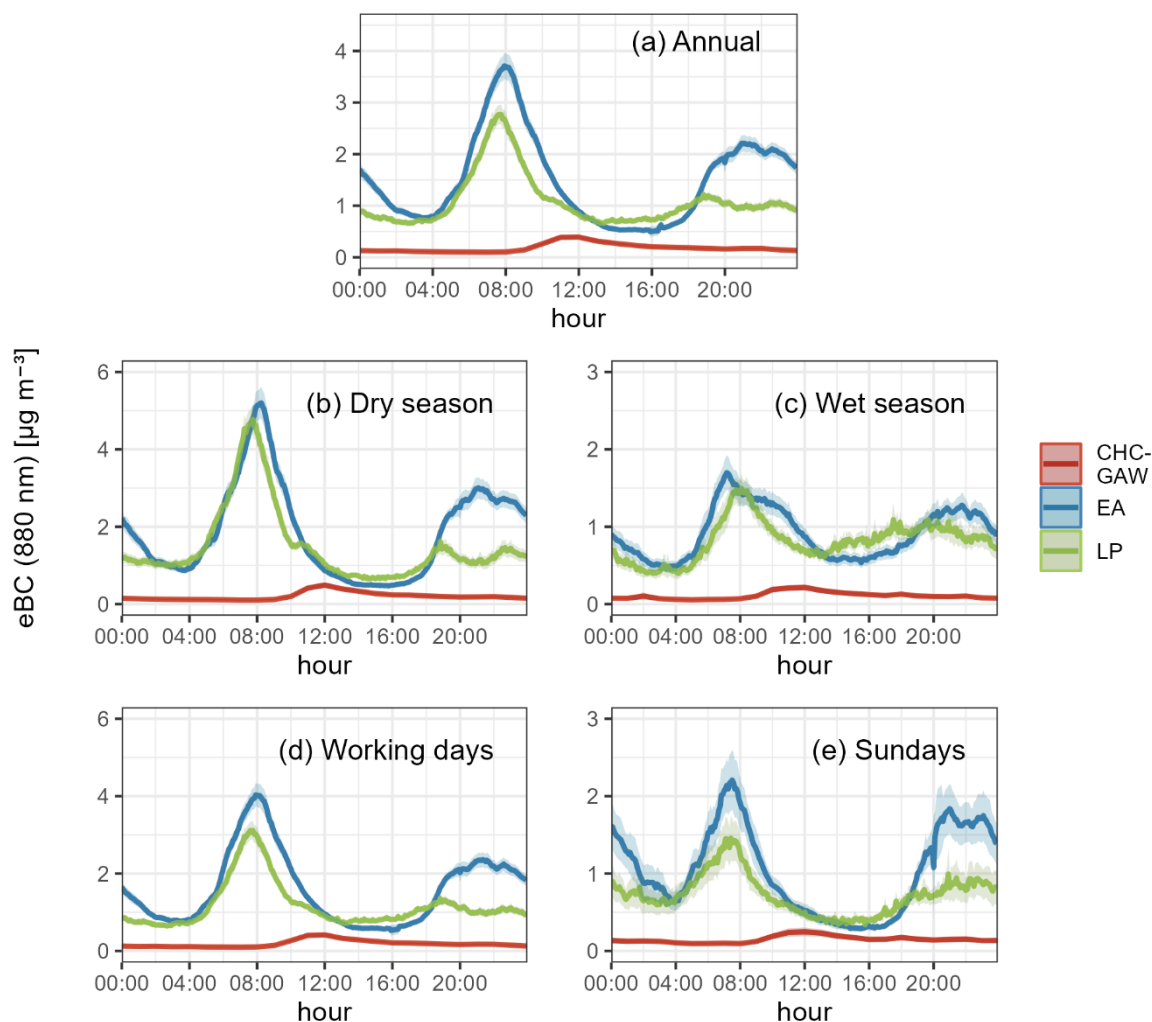 (a) Annual
4
3
2
1
0
00:00 04:00 08:00 12:00 16:00 20:00
hour
eBC (880 nm) [µg m⁻³]
(b) Dry season
6
4
2
0
00:00 04:00 08:00 12:00 16:00 20:00
hour
(c) Wet season
3
2
1
0
00:00 04:00 08:00 12:00 16:00 20:00
hour
CHC-
GAW
EA
LP
(d) Working days
6
4
2
0
00:00 04:00 08:00 12:00 16:00 20:00
hour
(e) Sundays
3
2
1
0
00:00 04:00 08:00 12:00 16:00 20:00
hour